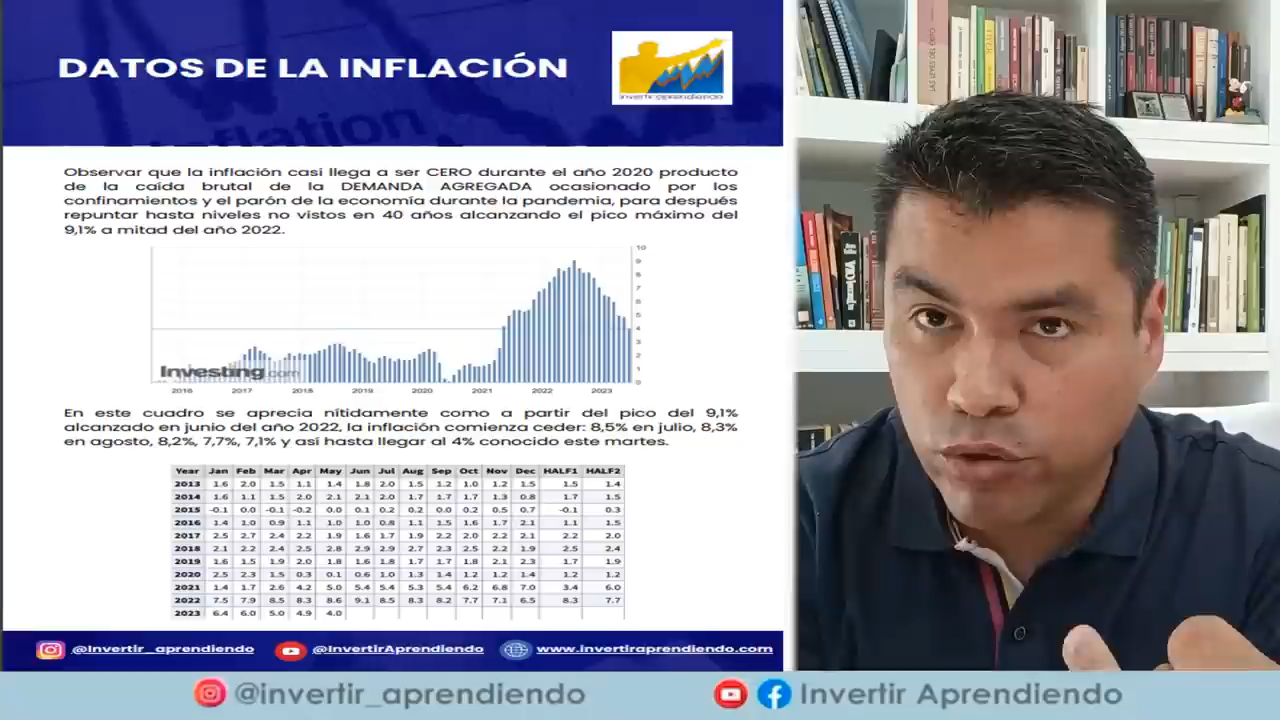 DATOS DE LA INFLACIÓN
invertir aprendiendo
Observar que la inflación casi llega a ser CERO durante el año 2020 producto
de la caída brutal de la DEMANDA AGREGADA ocasionado por los
confinamientos y el parón de la economía durante la pandemia, para después
repuntar hasta niveles no vistos en 40 años alcanzando el pico máximo del
9,1% a mitad del año 2022.
10
9
8
7
6
5
4
3
2
1
0
Investing.com
2016 2017 2018 2019 2020 2021 2022 2023
En este cuadro se aprecia nítidamente como a partir del pico del 9,1%
alcanzado en junio del año 2022, la inflación comienza ceder: 8,5% en julio, 8,3%
en agosto, 8,2%, 7,7%, 7,1% y así hasta llegar al 4% conocido este martes.
Year Jan Feb Mar Apr May Jun Jul Aug Sep Oct Nov Dec HALF1 HALF2
2013 1.6 2.0 1.5 1.1 1.4 1.8 2.0 1.5 1.2 1.0 1.2 1.5 1.5 1.4
2014 1.6 1.1 1.5 2.0 2.1 2.1 2.0 1.7 1.7 1.7 1.3 0.8 1.7 1.5
2015 -0.1 0.0 -0.1 -0.2 0.0 0.1 0.2 0.2 0.0 0.2 0.5 0.7 -0.1 0.3
2016 1.4 1.0 0.9 1.1 1.0 1.0 0.8 1.1 1.5 1.6 1.7 2.1 1.1 1.5
2017 2.5 2.7 2.4 2.2 1.9 1.6 1.7 1.9 2.2 2.0 2.2 2.1 2.2 2.0
2018 2.1 2.2 2.4 2.5 2.8 2.9 2.9 2.7 2.3 2.5 2.2 1.9 2.5 2.4
2019 1.6 1.5 1.9 2.0 1.8 1.6 1.8 1.7 1.7 1.8 2.1 2.3 1.7 1.9
2020 2.5 2.3 1.5 0.3 0.1 0.6 1.0 1.3 1.4 1.2 1.2 1.4 1.2 1.2
2021 1.4 1.7 2.6 4.2 5.0 5.4 5.4 5.3 5.4 6.2 6.8 7.0 3.4 6.0
2022 7.5 7.9 8.5 8.3 8.6 9.1 8.5 8.3 8.2 7.7 7.1 6.5 8.3 7.7
2023 6.4 6.0 5.0 4.9 4.0
@Invertir_aprendiendo @InvertirAprendiendo www.invertiraprendiendo.com
@invertir_aprendiendo Invertir Aprendiendo